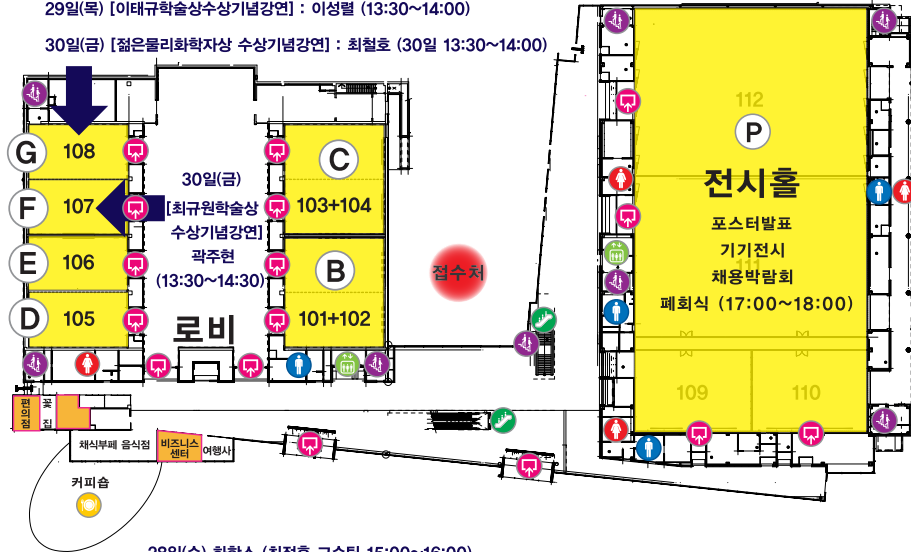 29일(목) [이태규학술상수상기념강연] : 이성렬 (13:30~14:00)
30일(금) [젊은물리화학자상 수상기념강연] : 최철호 (30일 13:30~14:00)
G 108
F 107
E 106
D 105
30일(금)
[최규원학술상
수상기념강연]
곽주현
(13:30~14:30)
로비
C
103+104
B
101+102
접수처
112
P
전시홀
포스터발표
기기전시
111
채용박람회
폐회식 (17:00~18:00)
109
110
편의점
꽃집
채식부페 음식점
비즈니스
센터
여행사
커피숍